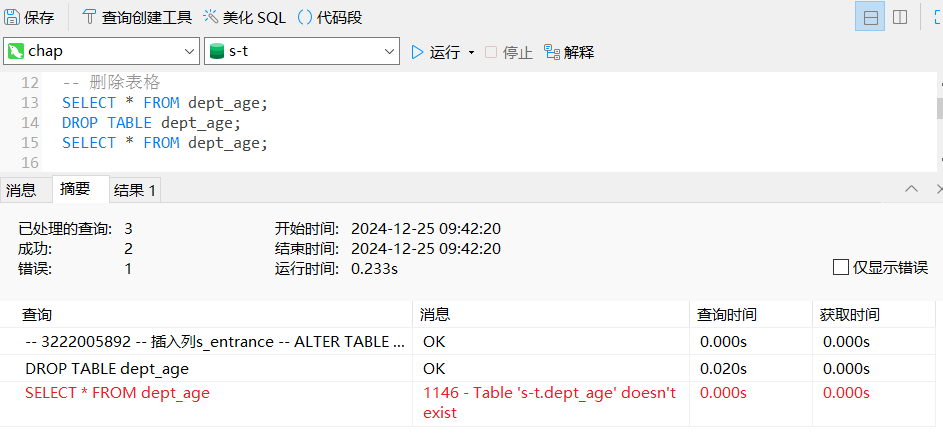 保存 查询创建工具 美化 SQL () 代码段
chap s-t 运行 停止 解释
12 -- 删除表格
13 SELECT * FROM dept_age;
14 DROP TABLE dept_age;
15 SELECT * FROM dept_age;
16
消息 摘要 结果 1
已处理的查询: 3 开始时间: 2024-12-25 09:42:20
成功: 2 结束时间: 2024-12-25 09:42:20
错误: 1 运行时间: 0.233s
仅显示错误
查询 消息 查询时间 获取时间
-- 3222005892 -- 插入列s_entrance -- ALTER TABLE ... OK 0.000s 0.000s
DROP TABLE dept_age OK 0.020s 0.000s
SELECT * FROM dept_age 1146 - Table 's-t.dept_age' doesn't 0.000s 0.000s
exist